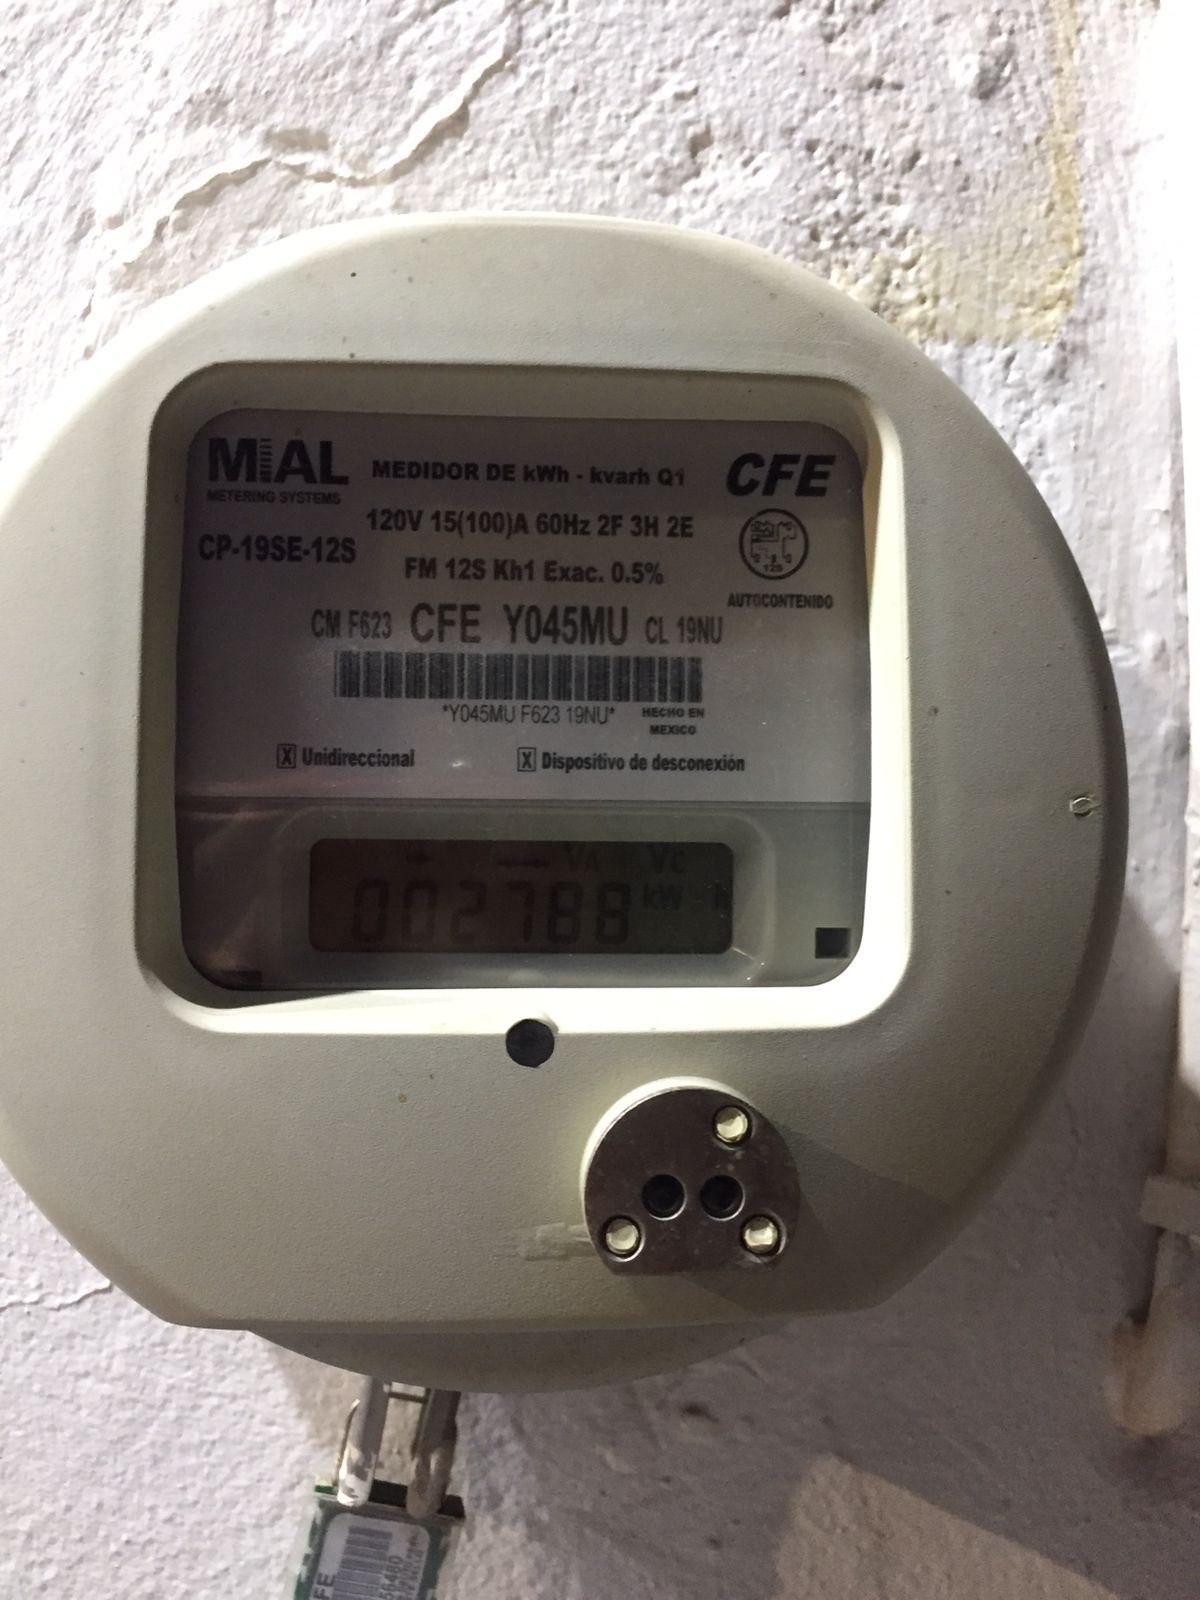 MIAL
METERING SYSTEMS
MEDIDOR DE kWh - kvarh Q1
CFE
120V 15(100)A 60Hz 2F 3H 2E
CP-19SE-12S
FM 12S Kh1 Exac. 0.5%
12S
AUTOCONTENIDO
CM F623 CFE Y045MU CL 19NU
*Y045MU F623 19NU*
HECHO EN
MEXICO
X Unidireccional
X Dispositivo de desconexión
VA VC
002788 kW - h